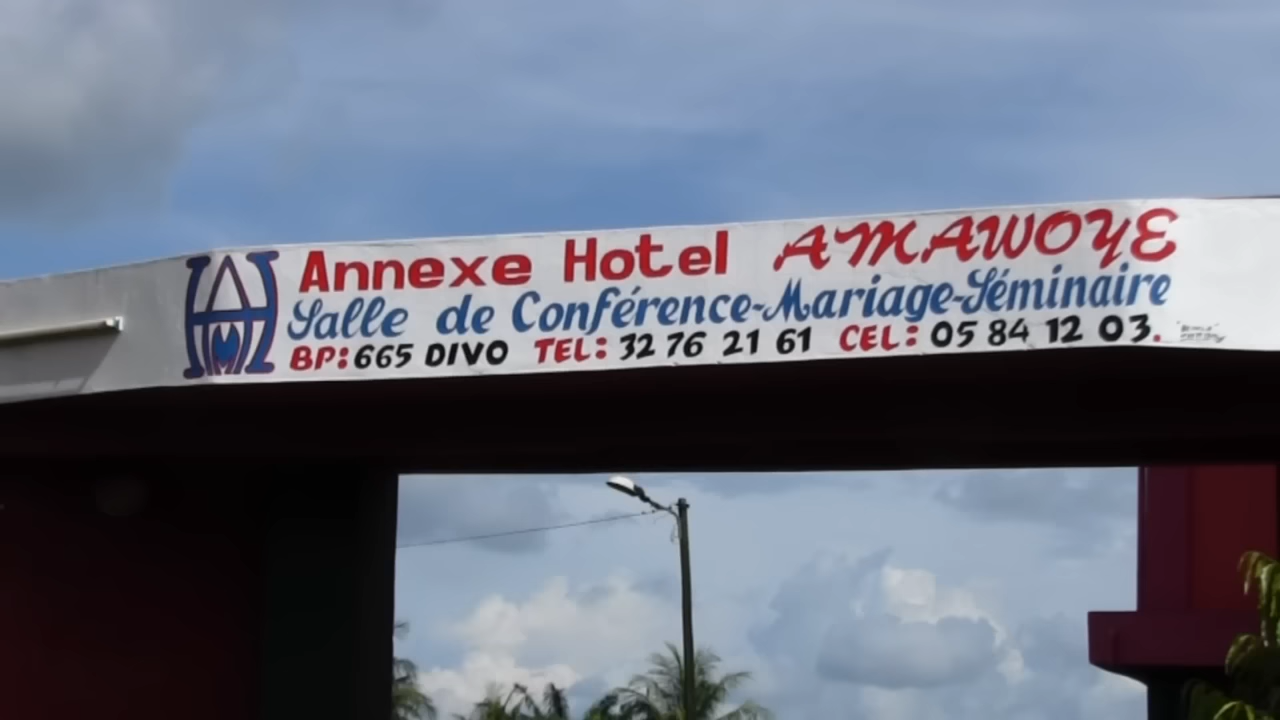 Annexe Hotel AMAWOYE
Salle de Conférence-Mariage-Séminaire
BP: 665 DIVO TEL: 32 76 21 61 CEL: 05 84 12 03.